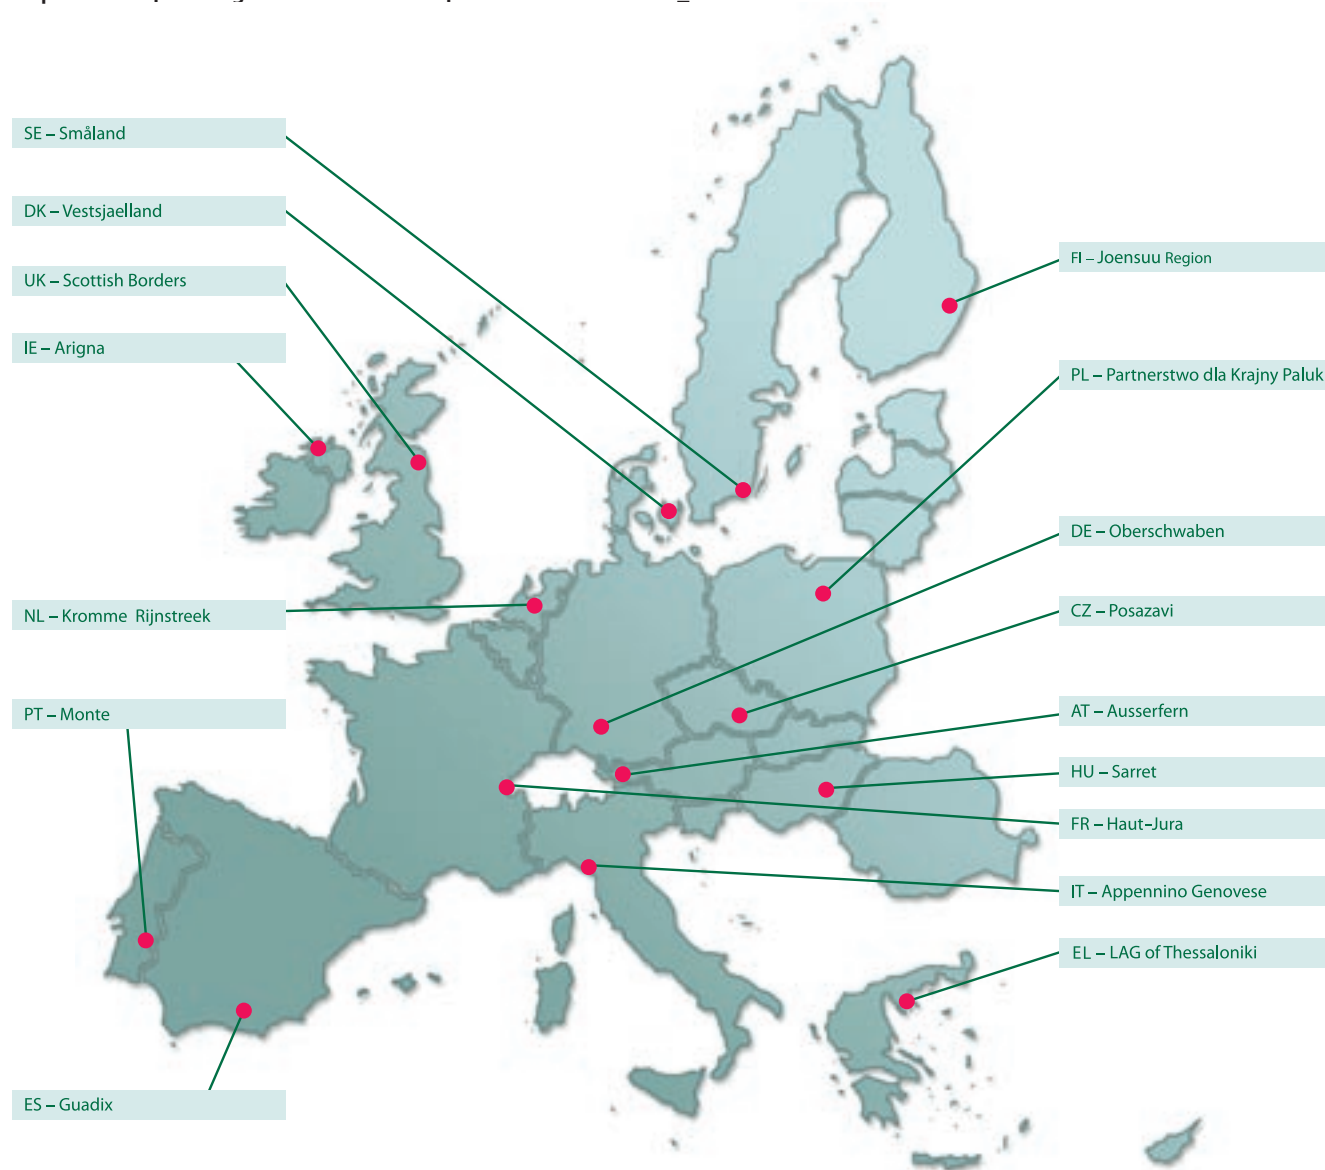 SE – Småland
DK – Vestsjaelland
UK – Scottish Borders
IE – Arigna
NL – Kromme Rijnstreek
PT – Monte
ES – Guadix
FI – Joensuu Region
PL – Partnerstwo dla Krajny Paluk
DE – Oberschwaben
CZ – Posazavi
AT – Ausserfern
HU – Sarret
FR – Haut-Jura
IT – Appennino Genovese
EL – LAG of Thessaloniki